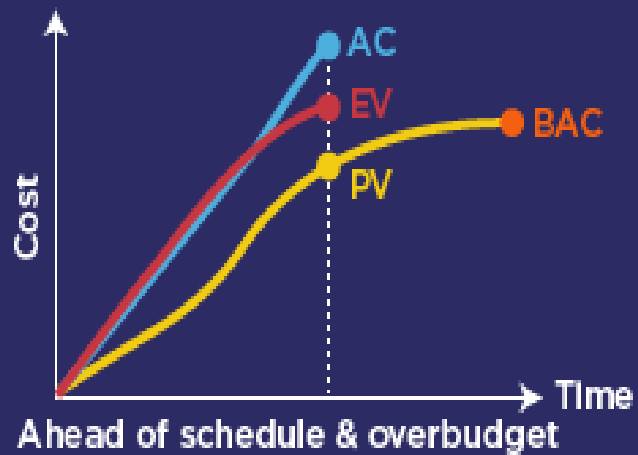 AC
EV
BAC
PV
Cost
Time
Ahead of schedule & overbudget